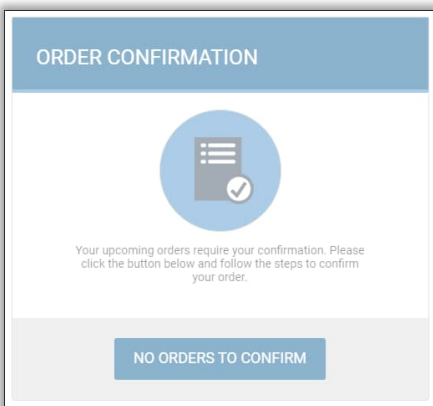 ORDER CONFIRMATION
Your upcoming orders require your confirmation. Please
click the button below and follow the steps to confirm
your order.
NO ORDERS TO CONFIRM